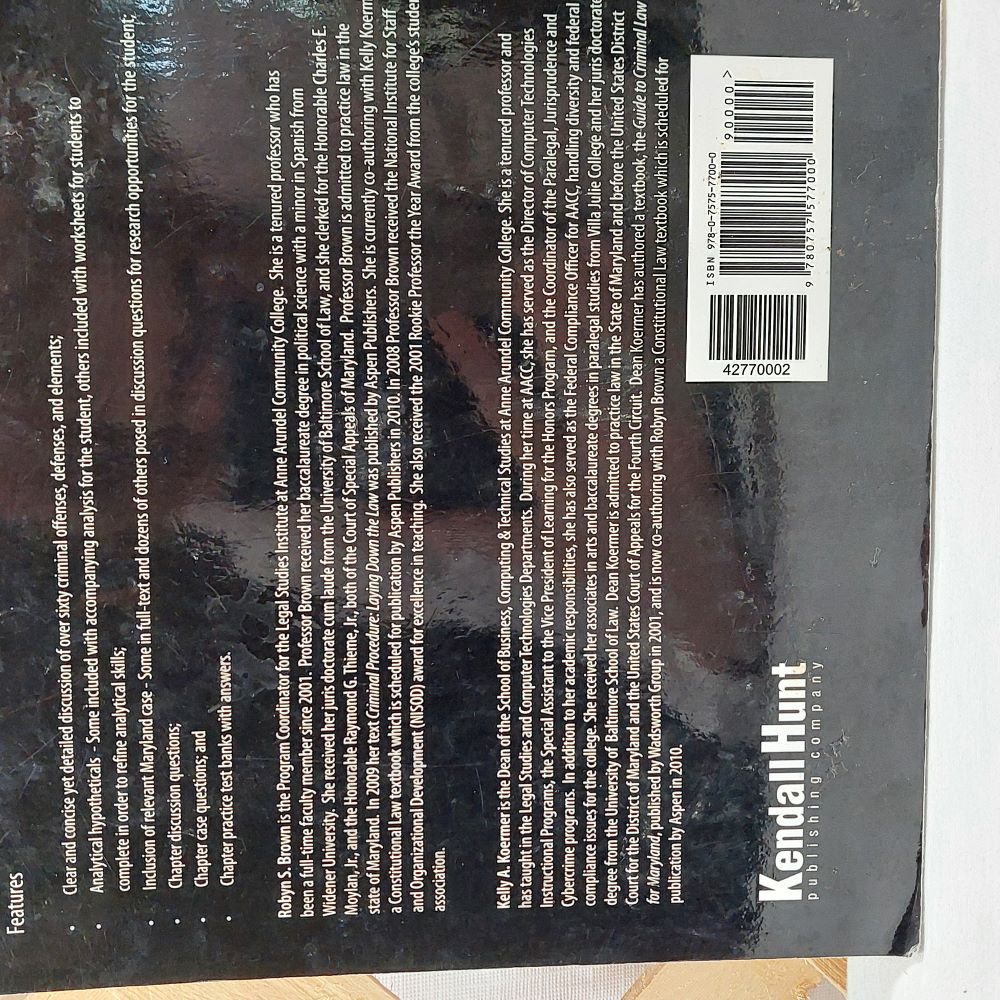 Features
• Clear and concise yet detailed discussion of over sixty criminal offenses, defenses, and elements;
• Analytical hypotheticals - Some included with accompanying analysis for the student, others included with worksheets for students to
complete in order to refine analytical skills;
• Inclusion of relevant Maryland case - Some in full-text and dozens of others posed in discussion questions for research opportunities for the student;
• Chapter discussion questions;
• Chapter case questions; and
• Chapter practice test banks with answers.
Robyn S. Brown is the Program Coordinator for the Legal Studies Institute at Anne Arundel Community College. She is a tenured professor who has
been a full-time faculty member since 2001. Professor Brown received her baccalaureate degree in political science with a minor in Spanish from
Widener University. She received her juris doctorate cum laude from the University of Baltimore School of Law, and she clerked for the Honorable Charles E.
Moylan, Jr., and the Honorable Raymond G. Thieme, Jr., both of the Court of Special Appeals of Maryland. Professor Brown is admitted to practice law in the
state of Maryland. In 2009 her text Criminal Procedure: Laying Down the Law was published by Aspen Publishers. She is currently co-authoring with Kelly Koerm
a Constitutional Law textbook which is scheduled for publication by Aspen Publishers in 2010. In 2008 Professor Brown received the National Institute for Staff
and Organizational Development (NISOD) award for excellence in teaching. She also received the 2001 Rookie Professor the Year Award from the college's studen
association.
Kelly A. Koermer is the Dean of the School of Business, Computing & Technical Studies at Anne Arundel Community College. She is a tenured professor and
has taught in the Legal Studies and Computer Technologies Departments. During her time at AACC, she has served as the Director of Computer Technologies
Instructional Programs, the Special Assistant to the Vice President of Learning for the Honors Program, and the Coordinator of the Paralegal, Jurisprudence and
Cybercrime programs. In addition to her academic responsibilities, she has also served as the Federal Compliance Officer for AACC, handling diversity and federal
compliance issues for the college. She received her associates in arts and baccalaureate degrees in paralegal studies from Villa Julie College and her juris doctorate
degree from the University of Baltimore School of Law. Dean Koermer is admitted to practice law in the State of Maryland and before the United States District
Court for the District of Maryland and the United States Court of Appeals for the Fourth Circuit. Dean Koermer has authored a textbook, the Guide to Criminal Law
for Maryland, published by Wadsworth Group in 2001, and is now co-authoring with Robyn Brown a Constitutional Law textbook which is scheduled for
publication by Aspen in 2010.
Kendall Hunt
publishing company
42770002
ISBN 978-0-7575-7700-0
9 780757 577000
90000>